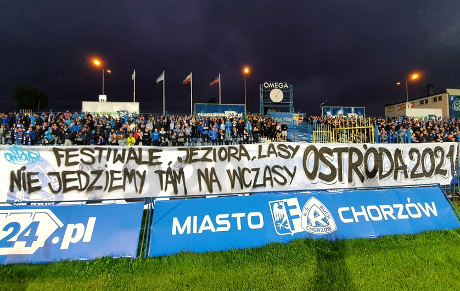 OMEGA
FESTIWALE, JEZIORA, LASY OSTRÓDA 2021
NIE JEDZIEMY TAM NA WCZASY
24.pl
MIASTO CHORZÓW